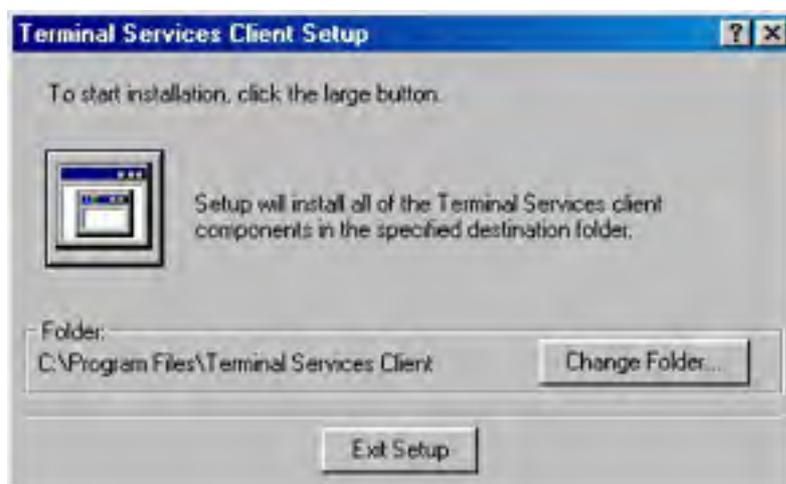 Terminal Services Client Setup
To start installation, click the large button.
Setup will install all of the Terminal Services client
components in the specified destination folder.
Folder:
C:\Program Files\Terminal Services Client
Change Folder...
Exit Setup